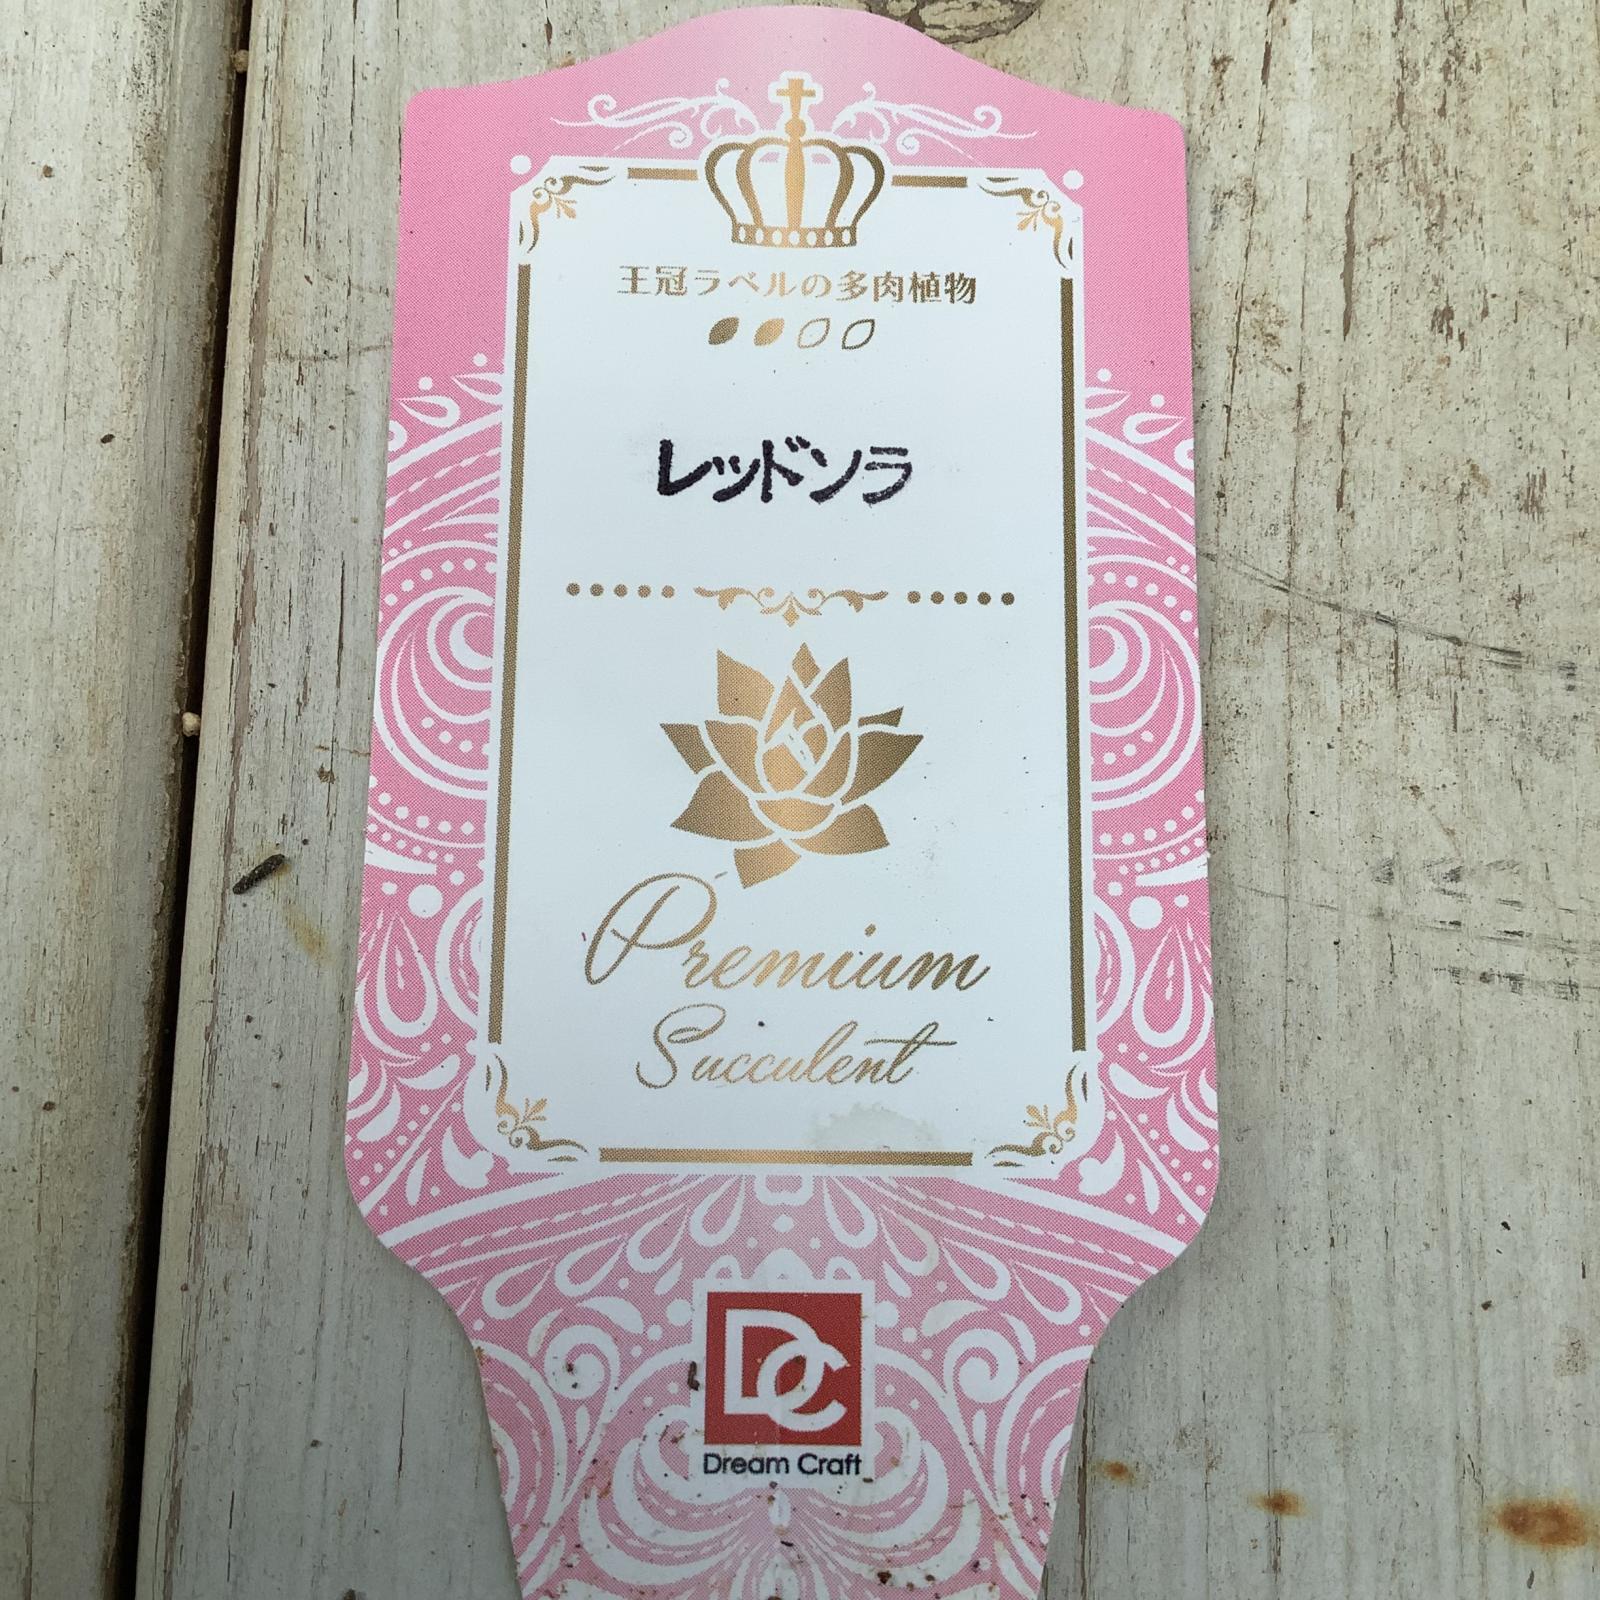 王冠ラベルの多肉植物
レッドソラ
Premium
Succulent
DC
Dream Craft